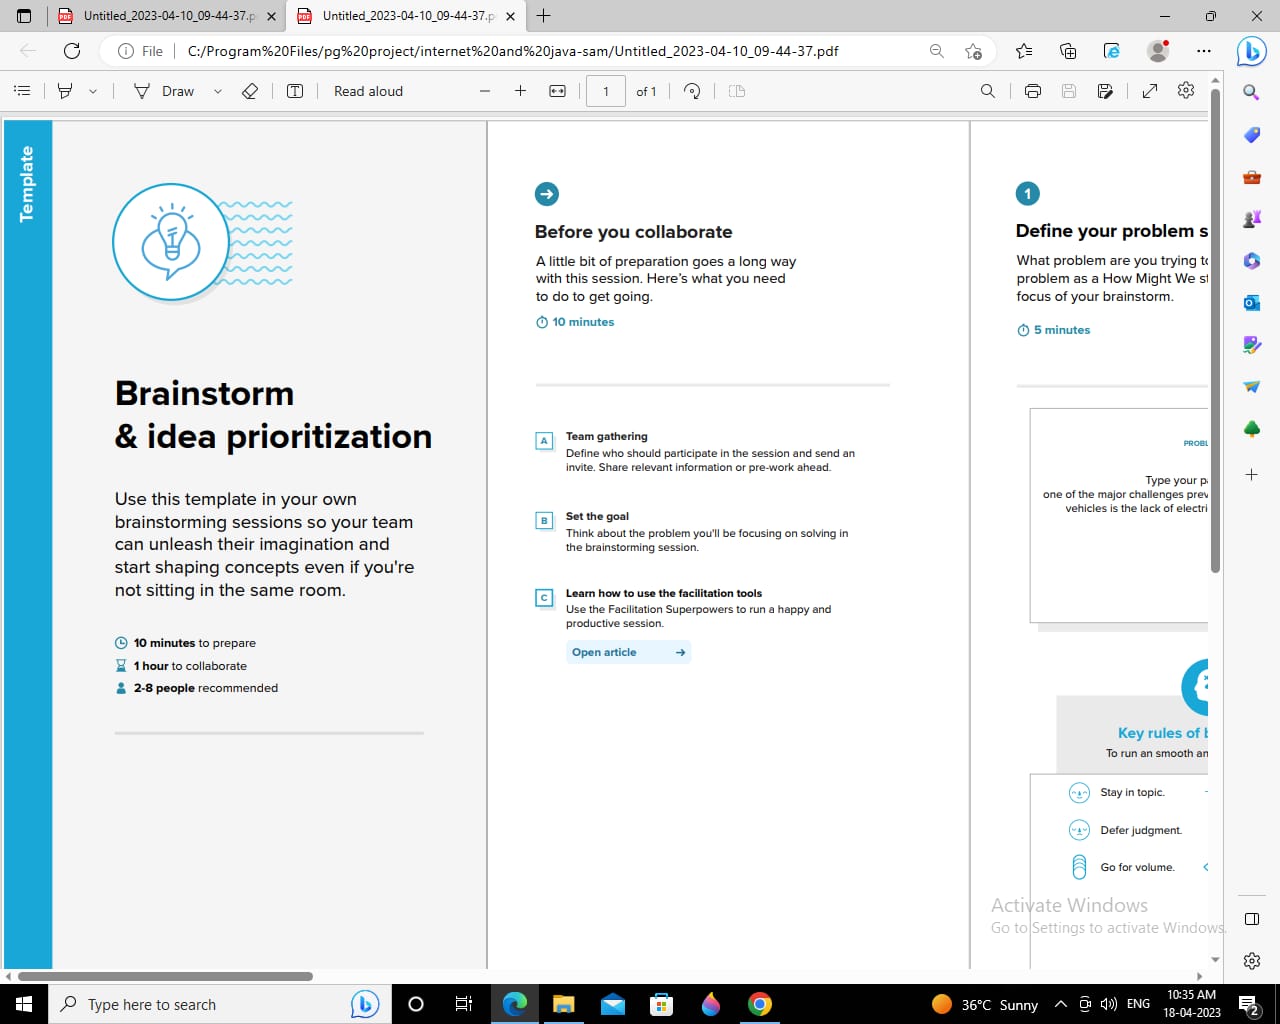 Untitled_2023-04-10_09-44-37.p
Untitled_2023-04-10_09-44-37.p
File
C:/Program%20Files/pg%20project/internet%20and%20java-sam/Untitled_2023-04-10_09-44-37.pdf
Draw
Read aloud
1
of 1
Template
Brainstorm
& idea prioritization
Use this template in your own
brainstorming sessions so your team
can unleash their imagination and
start shaping concepts even if you're
not sitting in the same room.
10 minutes to prepare
1 hour to collaborate
2-8 people recommended
Before you collaborate
A little bit of preparation goes a long way
with this session. Here's what you need
to do to get going.
10 minutes
A
Team gathering
Define who should participate in the session and send an
invite. Share relevant information or pre-work ahead.
B
Set the goal
Think about the problem you'll be focusing on solving in
the brainstorming session.
C
Learn how to use the facilitation tools
Use the Facilitation Superpowers to run a happy and
productive session.
Open article
1
Define your problem s
What problem are you trying to
problem as a How Might We st
focus of your brainstorm.
5 minutes
PROBL
Type your pa
one of the major challenges prev
vehicles is the lack of electri
Key rules of b
To run an smooth an
Stay in topic.
Defer judgment.
Go for volume.
Activate Windows
Go to Settings to activate Windows.
Type here to search
36°C Sunny
ENG
10:35 AM
18-04-2023
2